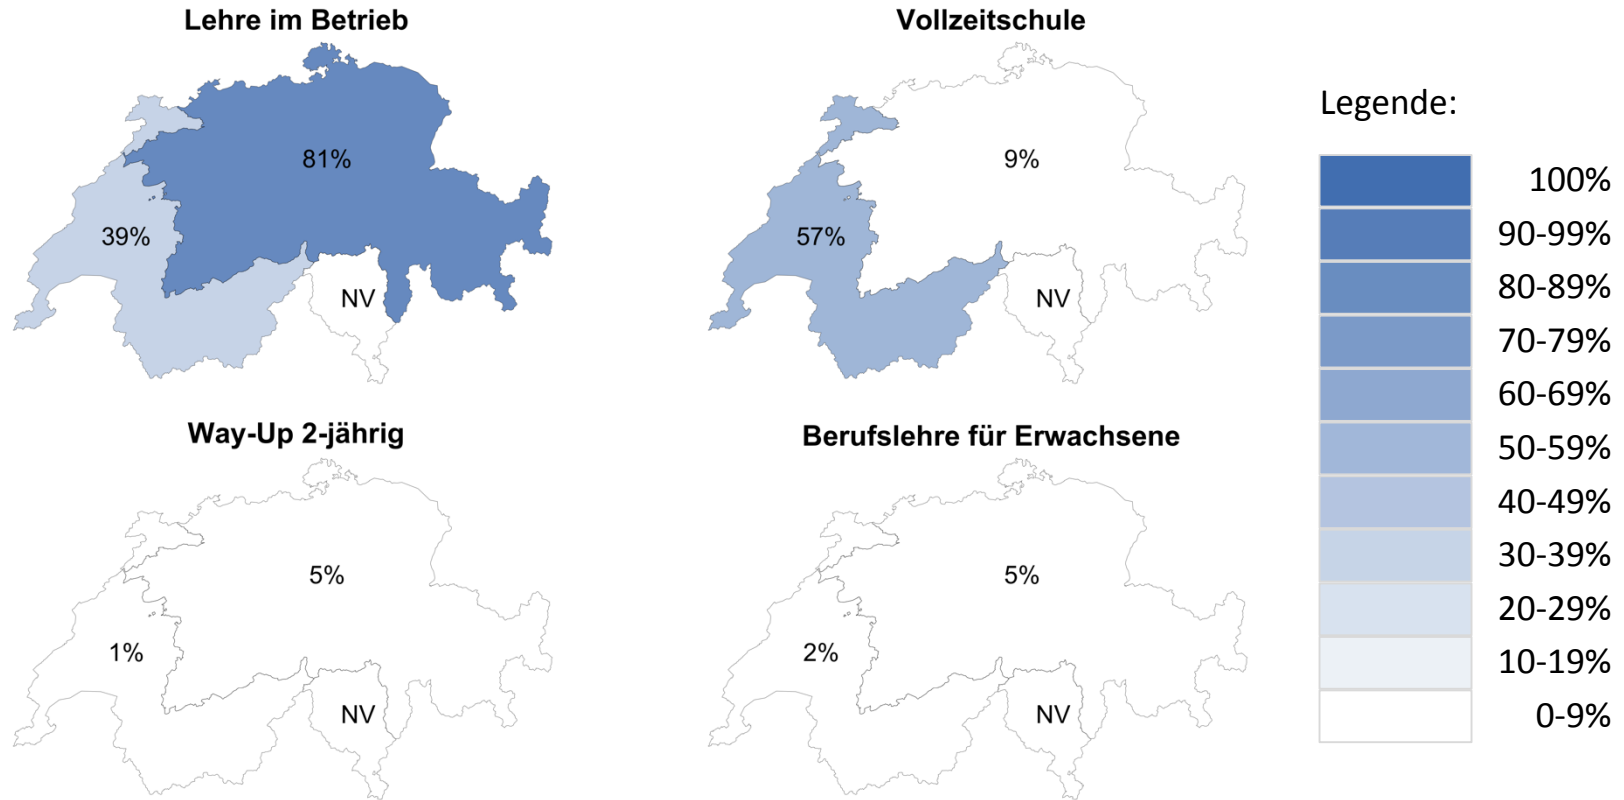 Lehre im Betrieb
81%
39%
NV
Vollzeitschule
9%
57%
NV
Way-Up 2-jährig
5%
1%
NV
Berufslehre für Erwachsene
5%
2%
NV
Legende:
100%
90-99%
80-89%
70-79%
60-69%
50-59%
40-49%
30-39%
20-29%
10-19%
0-9%